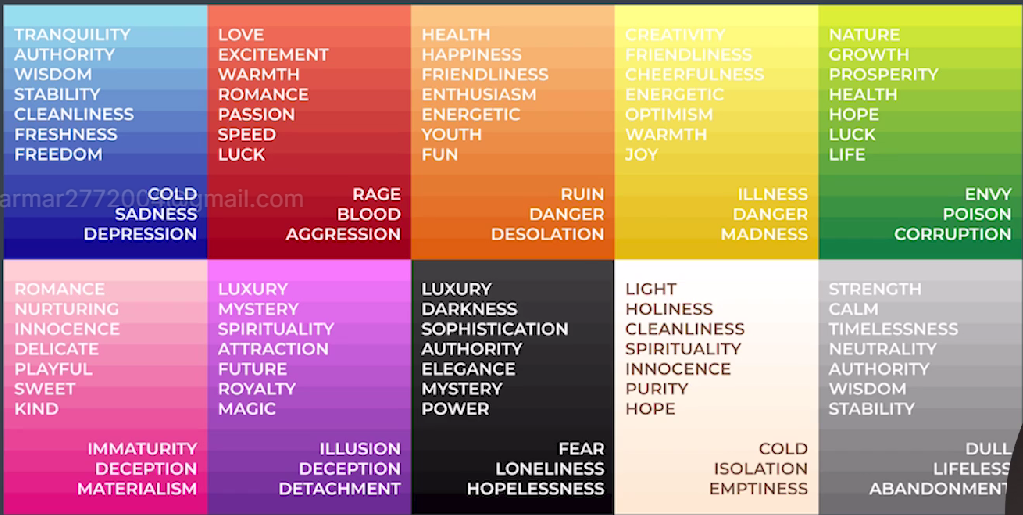 TRANQUILITY
AUTHORITY
WISDOM
STABILITY
CLEANLINESS
FRESHNESS
FREEDOM
COLD
SADNESS
DEPRESSION
LOVE
EXCITEMENT
WARMTH
ROMANCE
PASSION
SPEED
LUCK
RAGE
BLOOD
AGGRESSION
HEALTH
HAPPINESS
FRIENDLINESS
ENTHUSIASM
ENERGETIC
YOUTH
FUN
RUIN
DANGER
DESOLATION
CREATIVITY
FRIENDLINESS
CHEERFULNESS
ENERGETIC
OPTIMISM
WARMTH
JOY
ILLNESS
DANGER
MADNESS
NATURE
GROWTH
PROSPERITY
HEALTH
HOPE
LUCK
LIFE
ENVY
POISON
CORRUPTION
ROMANCE
NURTURING
INNOCENCE
DELICATE
PLAYFUL
SWEET
KIND
IMMATURITY
DECEPTION
MATERIALISM
LUXURY
MYSTERY
SPIRITUALITY
ATTRACTION
FUTURE
ROYALTY
MAGIC
ILLUSION
DECEPTION
DETACHMENT
LUXURY
DARKNESS
SOPHISTICATION
AUTHORITY
ELEGANCE
MYSTERY
POWER
FEAR
LONELINESS
HOPELESSNESS
LIGHT
HOLINESS
CLEANLINESS
SPIRITUALITY
INNOCENCE
PURITY
HOPE
COLD
ISOLATION
EMPTINESS
STRENGTH
CALM
TIMELESSNESS
NEUTRALITY
AUTHORITY
WISDOM
STABILITY
DULL
LIFELESS
ABANDONMENT